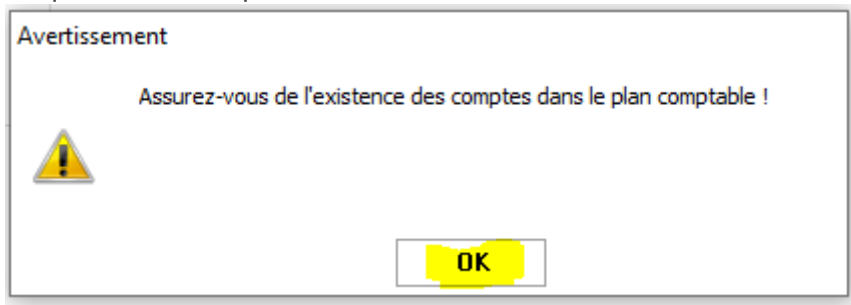 Avertissement
Assurez-vous de l'existence des comptes dans le plan comptable !
OK